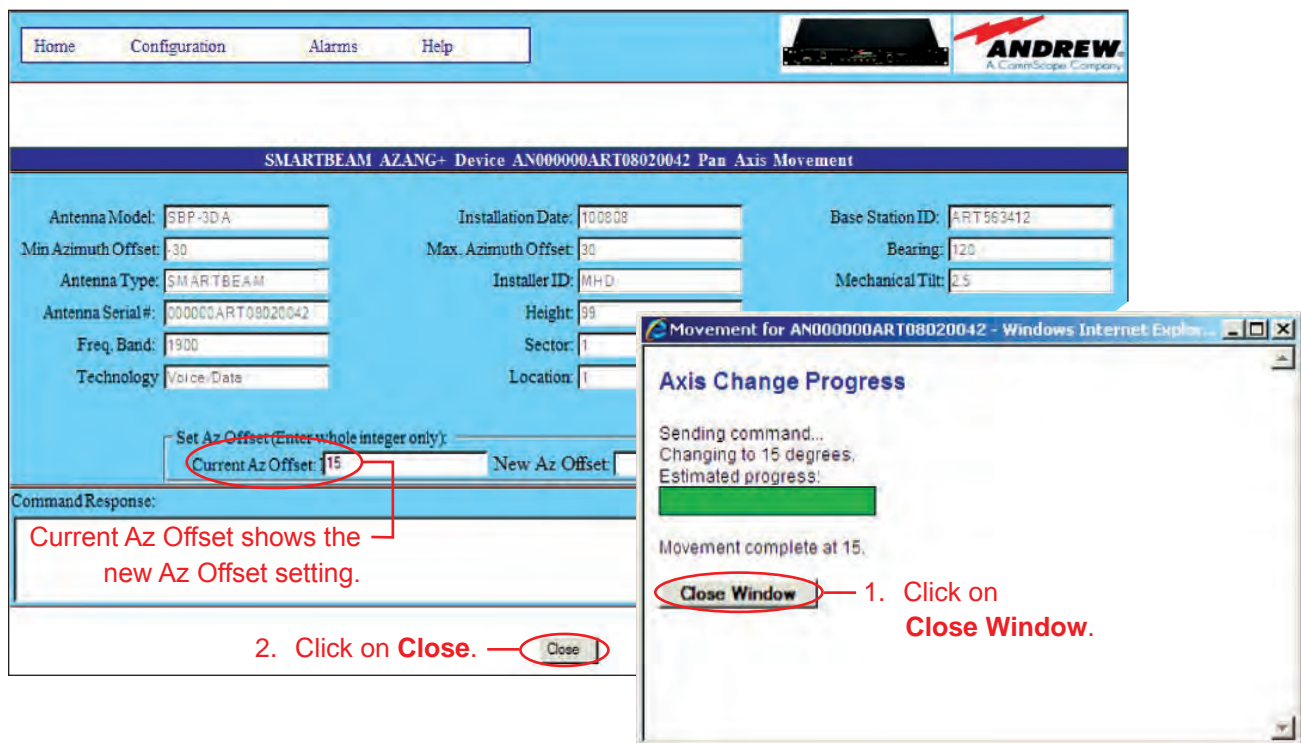 Home Configuration Alarms Help
ANDREW.
A CommScope Company
SMARTBEAM AZANG+ Device AN000000ART08020042 Pan Axis Movement
Antenna Model: SBP-3DA Installation Date: 100808 Base Station ID: ART563412
Min Azimuth Offset: -30 Max. Azimuth Offset: 30 Bearing: 120
Antenna Type: SMARTBEAM Installer ID: MHD Mechanical Tilt: 2.5
Antenna Serial #: 000000ART08020042 Height: 99
Freq. Band: 1900 Sector: 1
Technology Voice/Data Location: 1
Set Az Offset (Enter whole integer only):
Current Az Offset: 15 New Az Offset:
Command Response:
Current Az Offset shows the
new Az Offset setting.
2. Click on Close.
Close
Movement for AN000000ART08020042 - Windows Internet Explor...
Axis Change Progress
Sending command...
Changing to 15 degrees.
Estimated progress:
Movement complete at 15.
Close Window
1. Click on
Close Window.